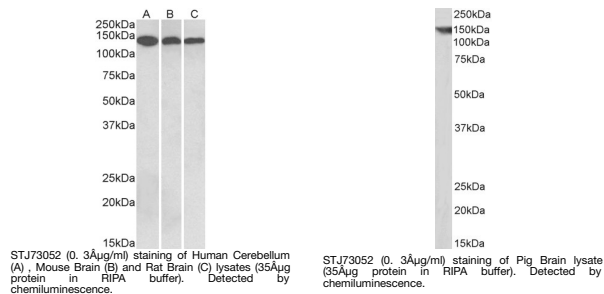 A B C
250kDa
150kDa
100kDa
75kDa
50kDa
37kDa
25kDa
20kDa
15kDa
STJ73052 (0. 3Âµg/ml) staining of Human Cerebellum
(A) , Mouse Brain (B) and Rat Brain (C) lysates (35Âµg
protein in RIPA buffer). Detected by
chemiluminescence.
250kDa
150kDa
100kDa
75kDa
50kDa
37kDa
25kDa
20kDa
15kDa
STJ73052 (0. 3Âµg/ml) staining of Pig Brain lysate
(35Âµg protein in RIPA buffer). Detected by
chemiluminescence.